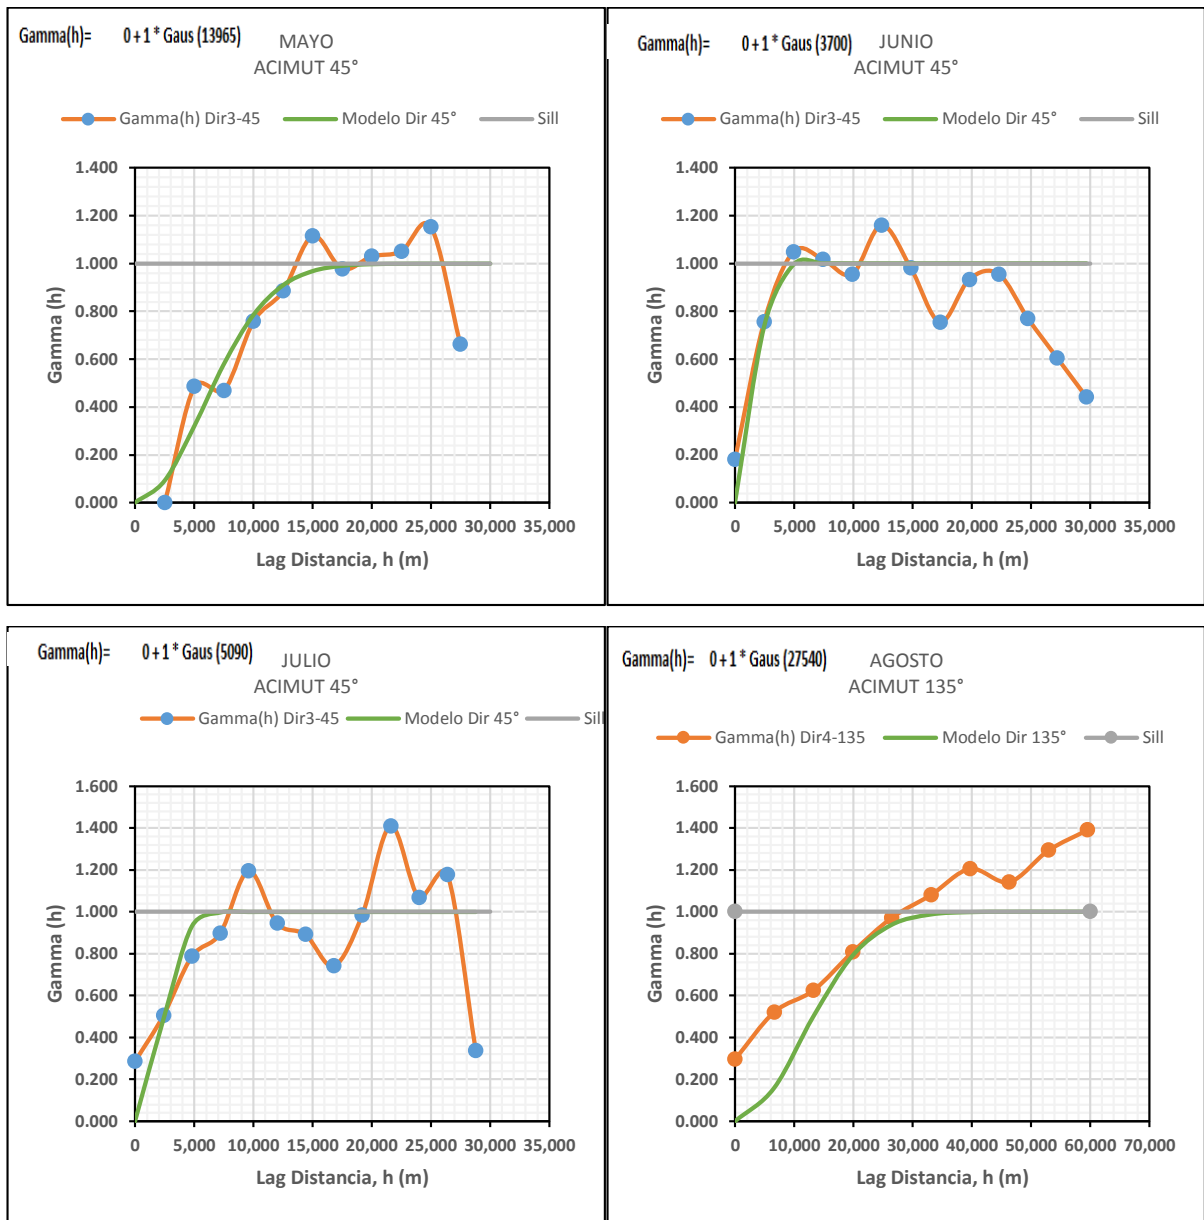 Gamma(h)= 0 + 1 * Gaus (13965)
MAYO
ACIMUT 45°
Gamma(h) Dir3-45 Modelo Dir 45° Sill
1.400
1.200
1.000
0.800
0.600
0.400
0.200
0.000
Gamma (h)
0 5,000 10,000 15,000 20,000 25,000 30,000 35,000
Lag Distancia, h (m)
Gamma(h)= 0 + 1 * Gaus (3700)
JUNIO
ACIMUT 45°
Gamma(h) Dir3-45 Modelo Dir 45° Sill
1.400
1.200
1.000
0.800
0.600
0.400
0.200
0.000
Gamma (h)
0 5,000 10,000 15,000 20,000 25,000 30,000 35,000
Lag Distancia, h (m)
Gamma(h)= 0 + 1 * Gaus (5090)
JULIO
ACIMUT 45°
Gamma(h) Dir3-45 Modelo Dir 45° Sill
1.600
1.400
1.200
1.000
0.800
0.600
0.400
0.200
0.000
Gamma (h)
0 5,000 10,000 15,000 20,000 25,000 30,000 35,000
Lag Distancia, h (m)
Gamma(h)= 0 + 1 * Gaus (27540)
AGOSTO
ACIMUT 135°
Gamma(h) Dir4-135 Modelo Dir 135° Sill
1.600
1.400
1.200
1.000
0.800
0.600
0.400
0.200
0.000
Gamma (h)
0 10,000 20,000 30,000 40,000 50,000 60,000 70,000
Lag Distancia, h (m)